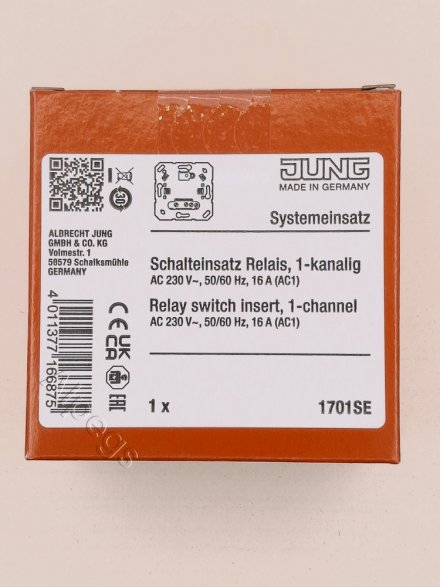 JUNG
MADE IN GERMANY
Systemeinsatz
ALBRECHT JUNG
GMBH & CO. KG
Volmestr. 1
58579 Schalksmühle
GERMANY
Schalteinsatz Relais, 1-kanalig
AC 230 V~, 50/60 Hz, 16 A (AC1)
Relay switch insert, 1-channel
AC 230 V~, 50/60 Hz, 16 A (AC1)
4 011377 166875
CE
UK
CA
EAC
1 x
1701SE